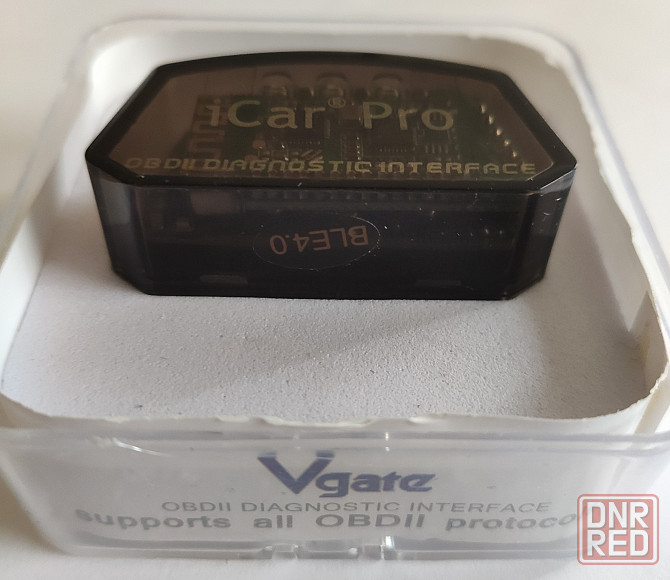 iCar® Pro
OBDII DIAGNOSTIC INTERFACE
BLE4.0
Vgate
OBDII DIAGNOSTIC INTERFACE
supports all OBDII
DNR
RED